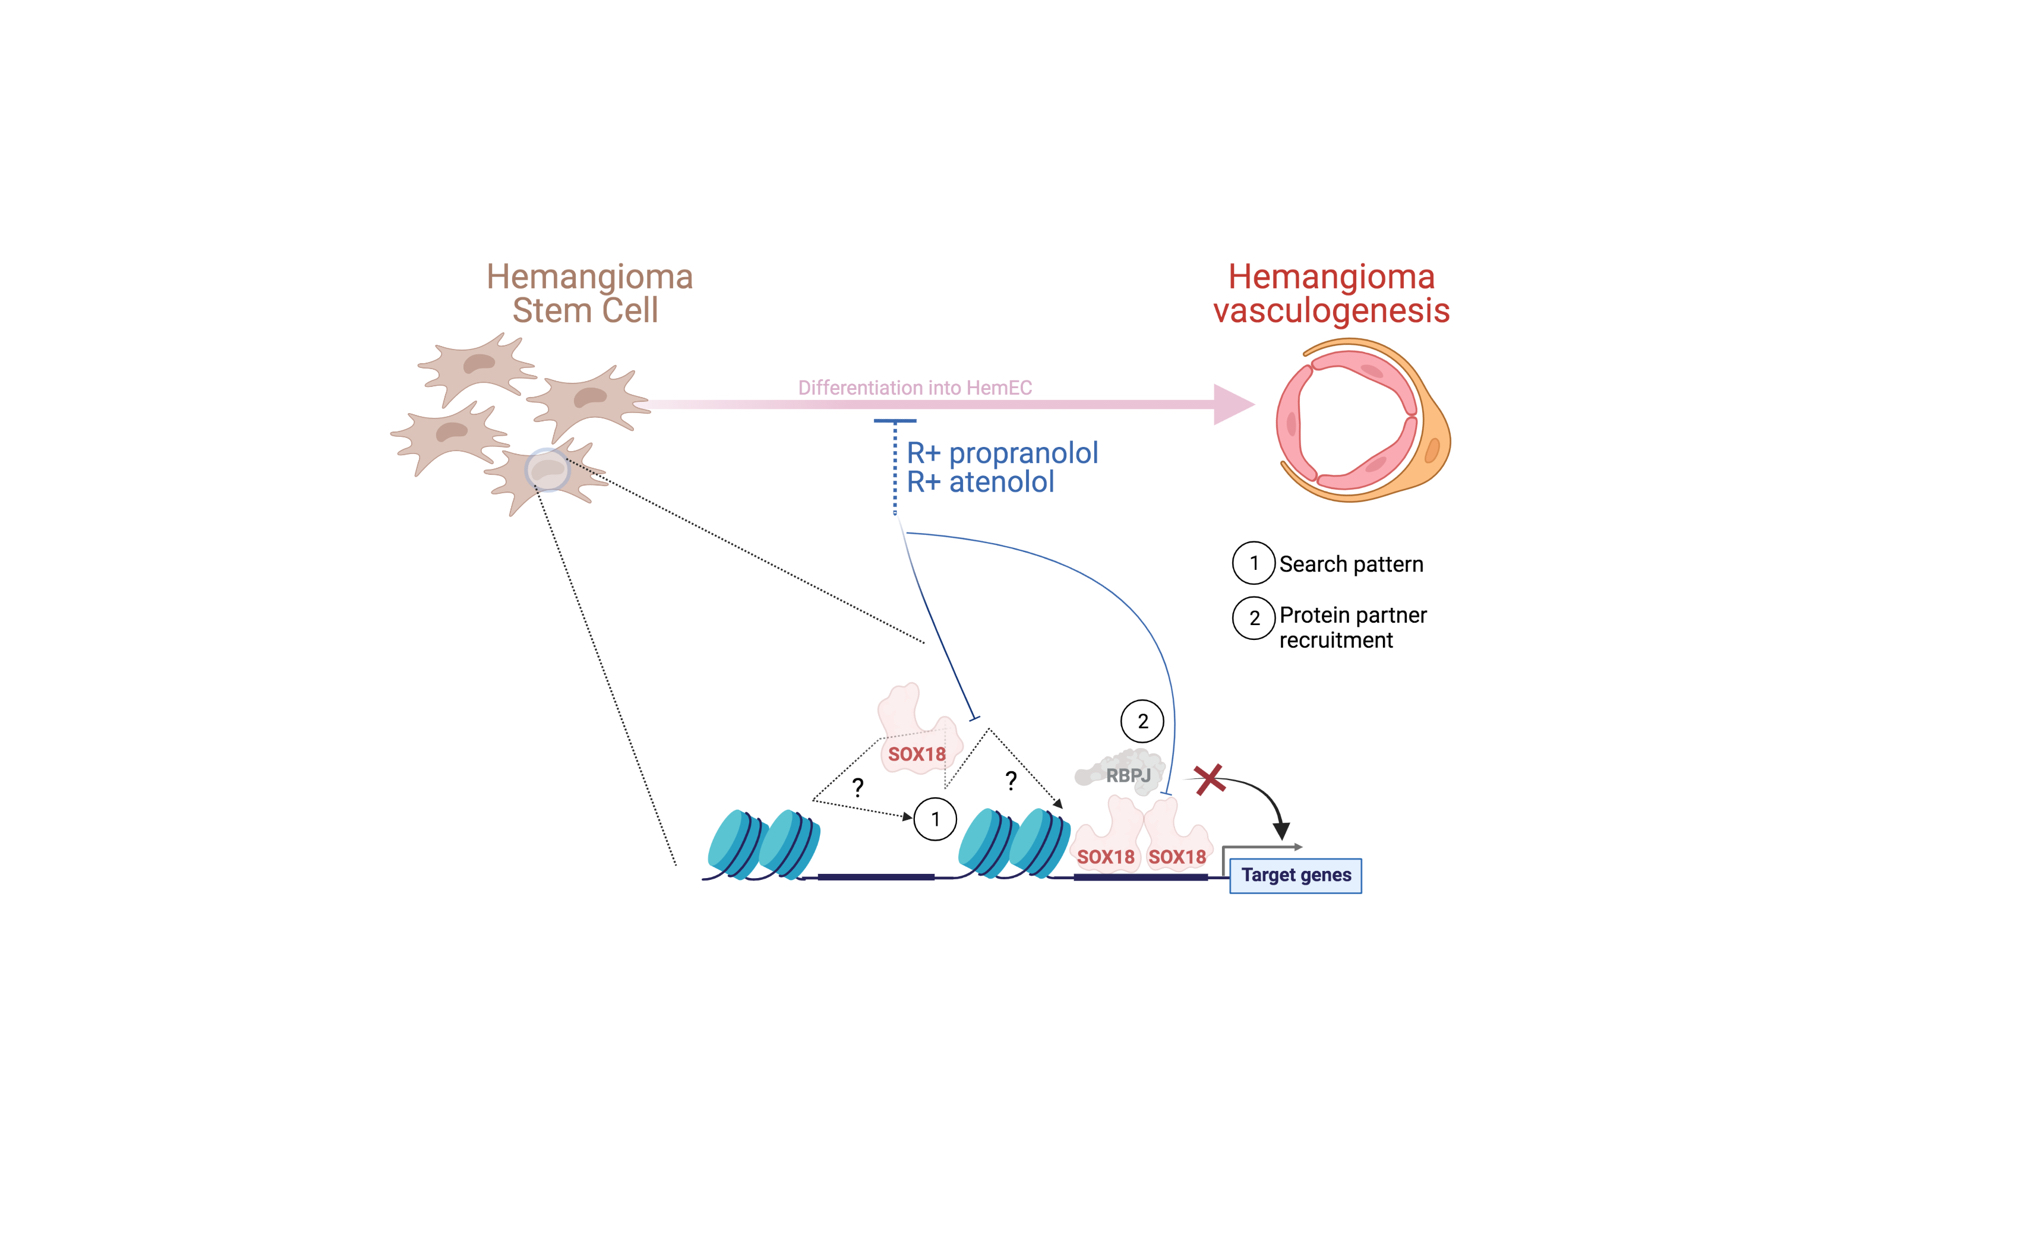 Hemangioma
Stem Cell
Hemangioma
vasculogenesis
Differentiation into HemEC
R+ propranolol
R+ atenolol
1 Search pattern
2 Protein partner
recruitment
2
SOX18
RBPJ
?
?
1
SOX18
SOX18
Target genes